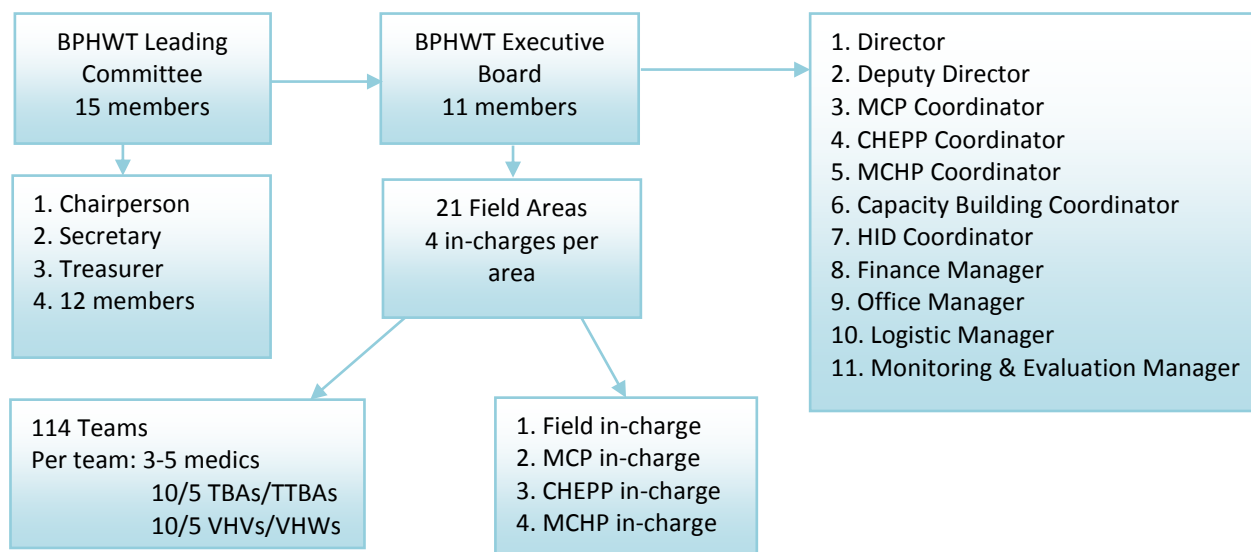 BPHWT Leading
Committee
15 members
BPHWT Executive
Board
11 members
1. Director
2. Deputy Director
3. MCP Coordinator
4. CHEPP Coordinator
5. MCHP Coordinator
6. Capacity Building Coordinator
7. HID Coordinator
8. Finance Manager
9. Office Manager
10. Logistic Manager
11. Monitoring & Evaluation Manager
1. Chairperson
2. Secretary
3. Treasurer
4. 12 members
21 Field Areas
4 in-charges per
area
114 Teams
Per team: 3-5 medics
10/5 TBAs/TTBAs
10/5 VHVs/VHWs
1. Field in-charge
2. MCP in-charge
3. CHEPP in-charge
4. MCHP in-charge